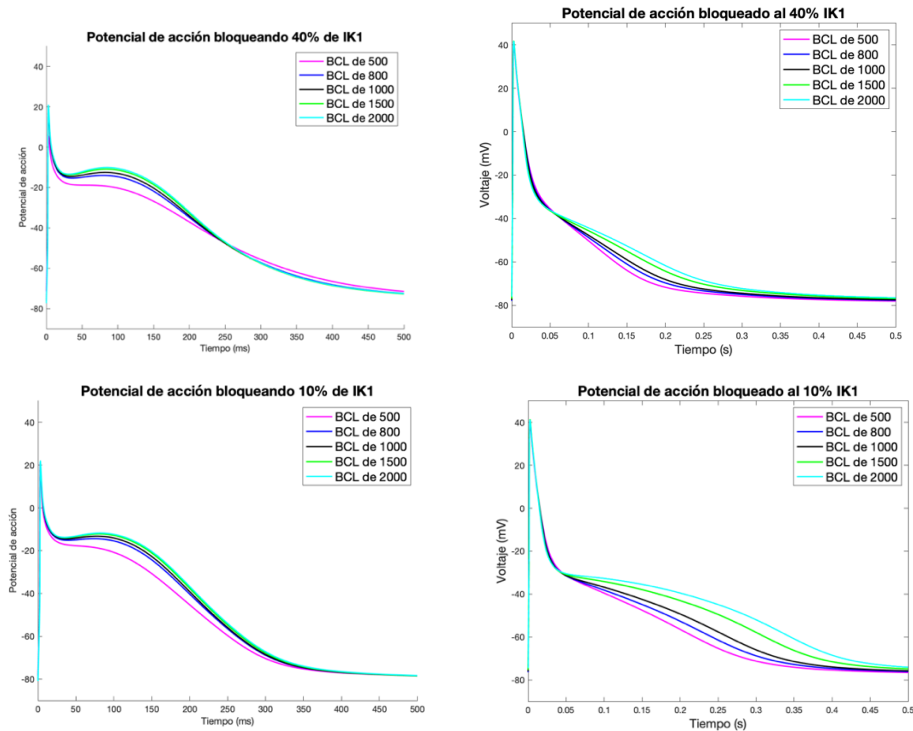 Potencial de acción bloqueando 40% de IK1
BCL de 500
BCL de 800
BCL de 1000
BCL de 1500
BCL de 2000
Potencial de acción
40
20
0
-20
-40
-60
-80
0 50 100 150 200 250 300 350 400 450 500
Tiempo (ms)
Potencial de acción bloqueado al 40% IK1
BCL de 500
BCL de 800
BCL de 1000
BCL de 1500
BCL de 2000
Voltaje (mV)
40
20
0
-20
-40
-60
-80
0 0.05 0.1 0.15 0.2 0.25 0.3 0.35 0.4 0.45 0.5
Tiempo (s)
Potencial de acción bloqueando 10% de IK1
BCL de 500
BCL de 800
BCL de 1000
BCL de 1500
BCL de 2000
Potencial de acción
40
20
0
-20
-40
-60
-80
0 50 100 150 200 250 300 350 400 450 500
Tiempo (ms)
Potencial de acción bloqueado al 10% IK1
BCL de 500
BCL de 800
BCL de 1000
BCL de 1500
BCL de 2000
Voltaje (mV)
40
20
0
-20
-40
-60
-80
0 0.05 0.1 0.15 0.2 0.25 0.3 0.35 0.4 0.45 0.5
Tiempo (s)